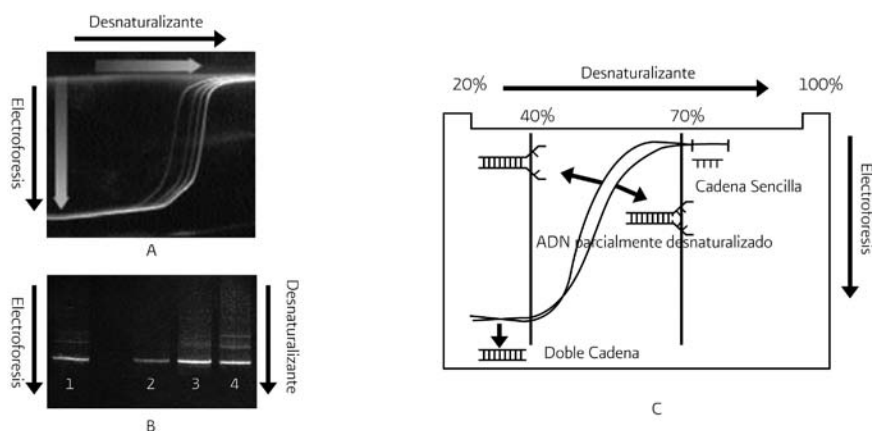 Desnaturalizante
Electroforesis
A
Electroforesis
Desnaturalizante
1
2
3
4
B
Desnaturalizante
20%
100%
40%
70%
Electroforesis
Cadena Sencilla
ADN parcialmente desnaturalizado
Doble Cadena
C